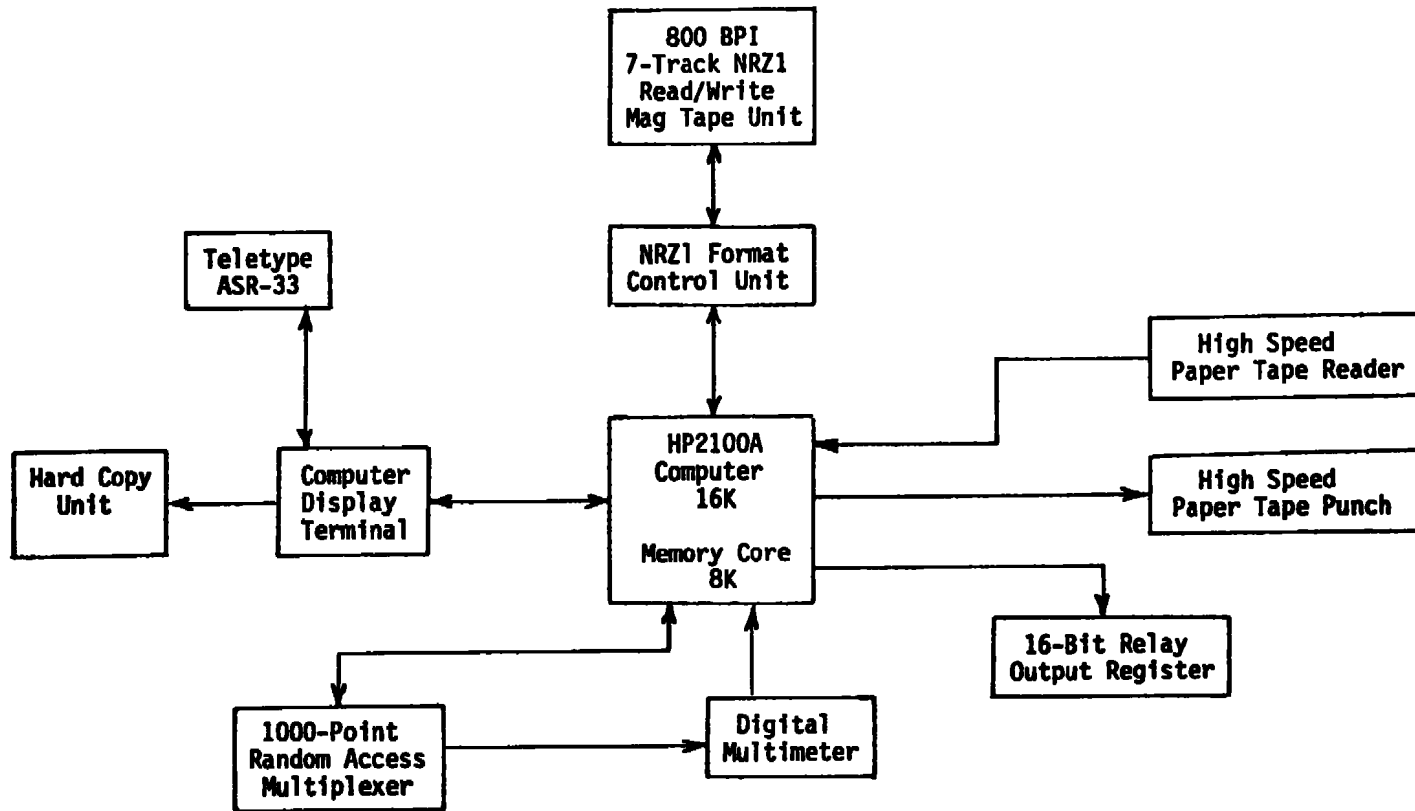 800 BPI
7-Track NRZ1
Read/Write
Mag Tape Unit
Teletype
ASR-33
NRZ1 Format
Control Unit
High Speed
Paper Tape Reader
Hard Copy
Unit
Computer
Display
Terminal
HP2100A
Computer
16K
Memory Core
8K
High Speed
Paper Tape Punch
16-Bit Relay
Output Register
1000-Point
Random Access
Multiplexer
Digital
Multimeter